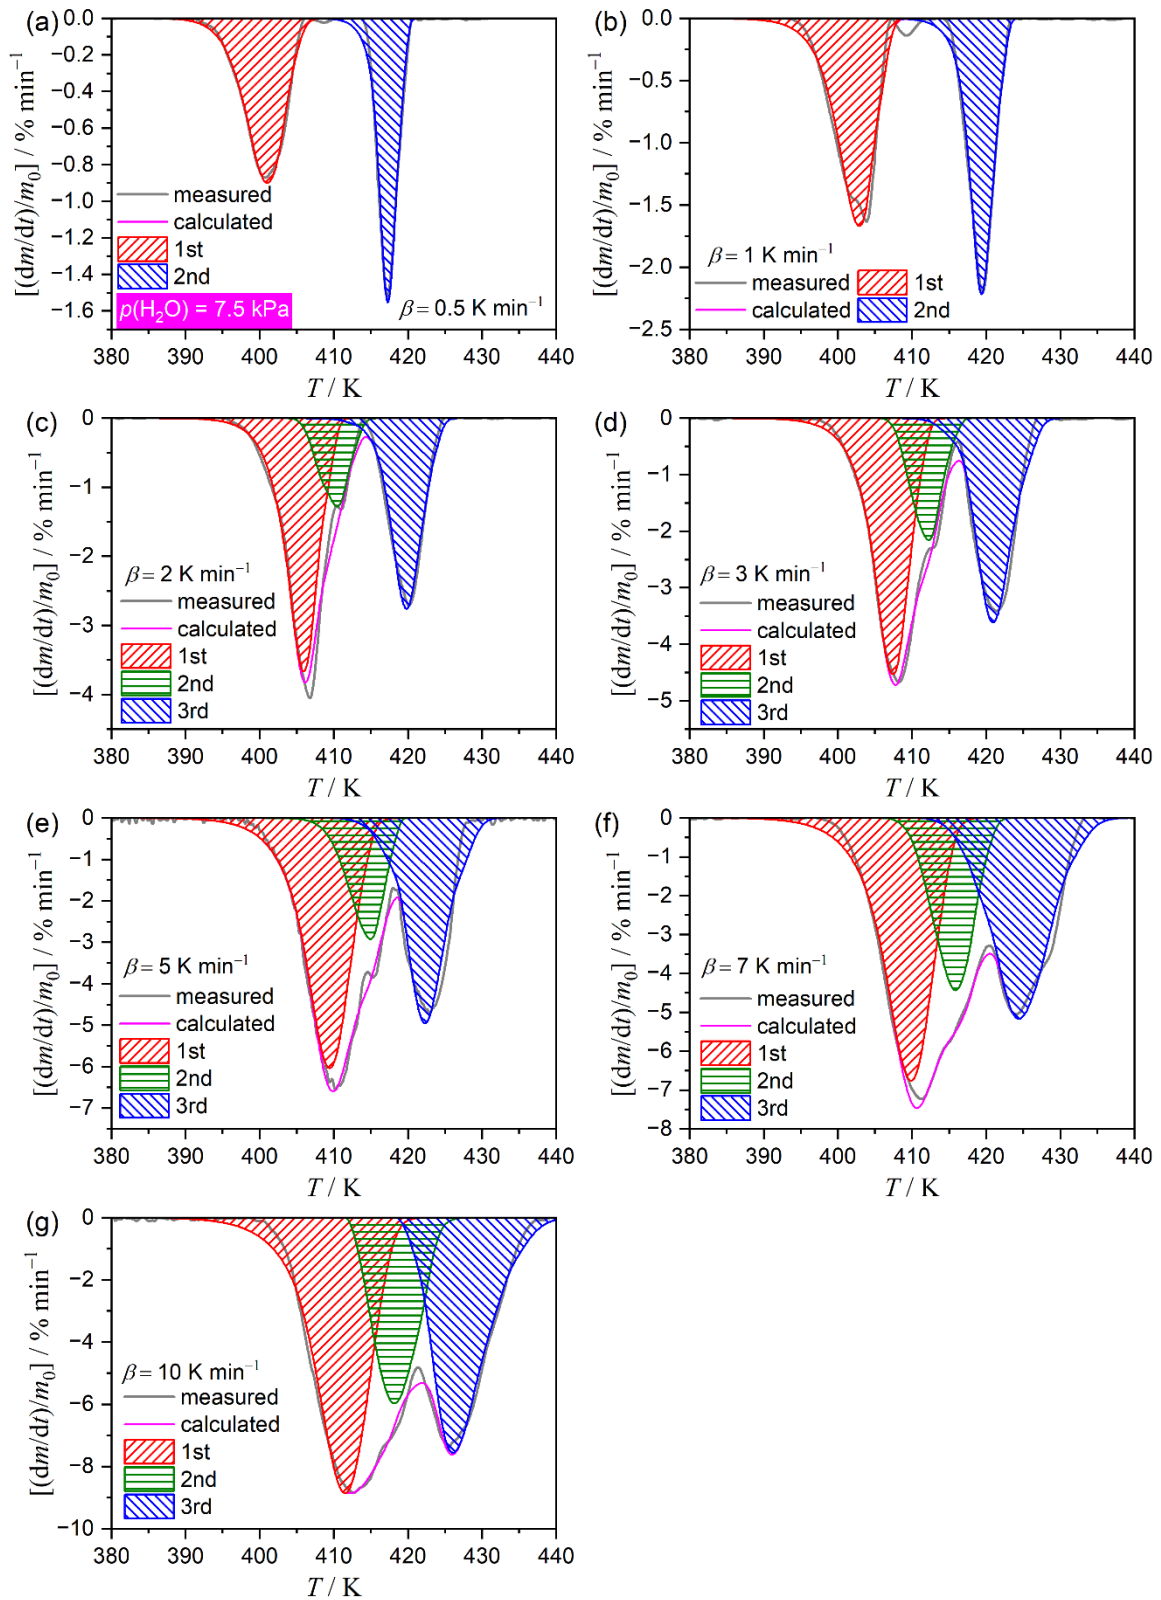 (a)
0.0
−0.2
−0.4
−0.6
−0.8
−1.0
−1.2
−1.4
−1.6
[(dm/dt)/m₀] / % min⁻¹
measured
calculated
1st
2nd
p(H₂O) = 7.5 kPa
β = 0.5 K min⁻¹
380 390 400 410 420 430 440
T / K
(b)
0.0
−0.5
−1.0
−1.5
−2.0
−2.5
[(dm/dt)/m₀] / % min⁻¹
β = 1 K min⁻¹
measured 1st
calculated 2nd
380 390 400 410 420 430 440
T / K
(c)
0
−1
−2
−3
−4
[(dm/dt)/m₀] / % min⁻¹
β = 2 K min⁻¹
measured
calculated
1st
2nd
3rd
380 390 400 410 420 430 440
T / K
(d)
0
−1
−2
−3
−4
−5
[(dm/dt)/m₀] / % min⁻¹
β = 3 K min⁻¹
measured
calculated
1st
2nd
3rd
380 390 400 410 420 430 440
T / K
(e)
0
−1
−2
−3
−4
−5
−6
−7
[(dm/dt)/m₀] / % min⁻¹
β = 5 K min⁻¹
measured
calculated
1st
2nd
3rd
380 390 400 410 420 430 440
T / K
(f)
0
−1
−2
−3
−4
−5
−6
−7
−8
[(dm/dt)/m₀] / % min⁻¹
β = 7 K min⁻¹
measured
calculated
1st
2nd
3rd
380 390 400 410 420 430 440
T / K
(g)
0
−2
−4
−6
−8
−10
[(dm/dt)/m₀] / % min⁻¹
β = 10 K min⁻¹
measured
calculated
1st
2nd
3rd
380 390 400 410 420 430 440
T / K